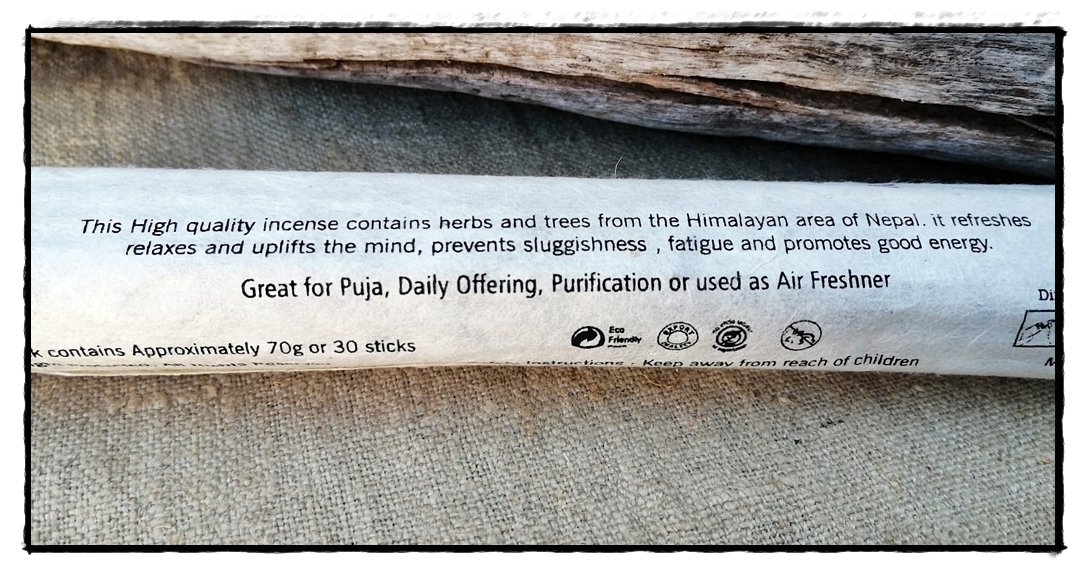 This High quality incense contains herbs and trees from the Himalayan area of Nepal. it refreshes
relaxes and uplifts the mind, prevents sluggishness , fatigue and promotes good energy.
Great for Puja, Daily Offering, Purification or used as Air Freshner
Eco
Friendly
EXPORT
QUALITY
contains Approximately 70g or 30 sticks
Instructions : Keep away from reach of children